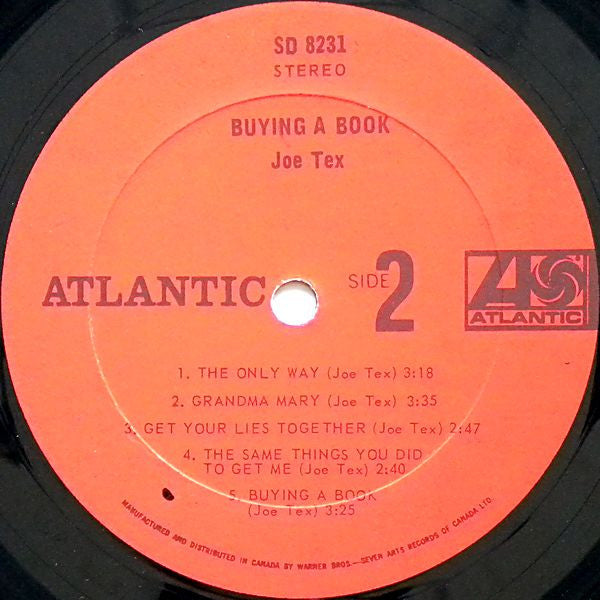 SD 8231
STEREO
BUYING A BOOK
Joe Tex
ATLANTIC
SIDE 2
ATLANTIC
1. THE ONLY WAY (Joe Tex) 3:18
2. GRANDMA MARY (Joe Tex) 3:35
3. GET YOUR LIES TOGETHER (Joe Tex) 2:47
4. THE SAME THINGS YOU DID
TO GET ME (Joe Tex) 2:40
5. BUYING A BOOK
(Joe Tex) 3:25
MANUFACTURED AND DISTRIBUTED IN CANADA BY WARNER BROS.—SEVEN ARTS RECORDS OF CANADA LTD.